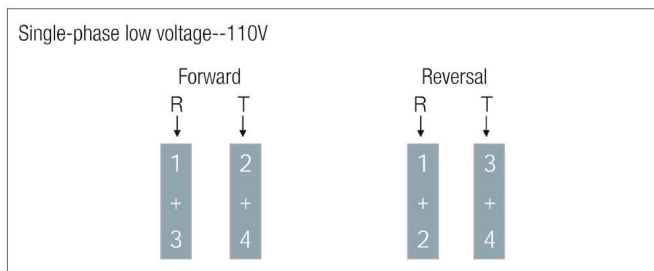 Single-phase low voltage--110V
Forward Reversal
R T R T
1 2 1 3
+ + + +
3 4 2 4